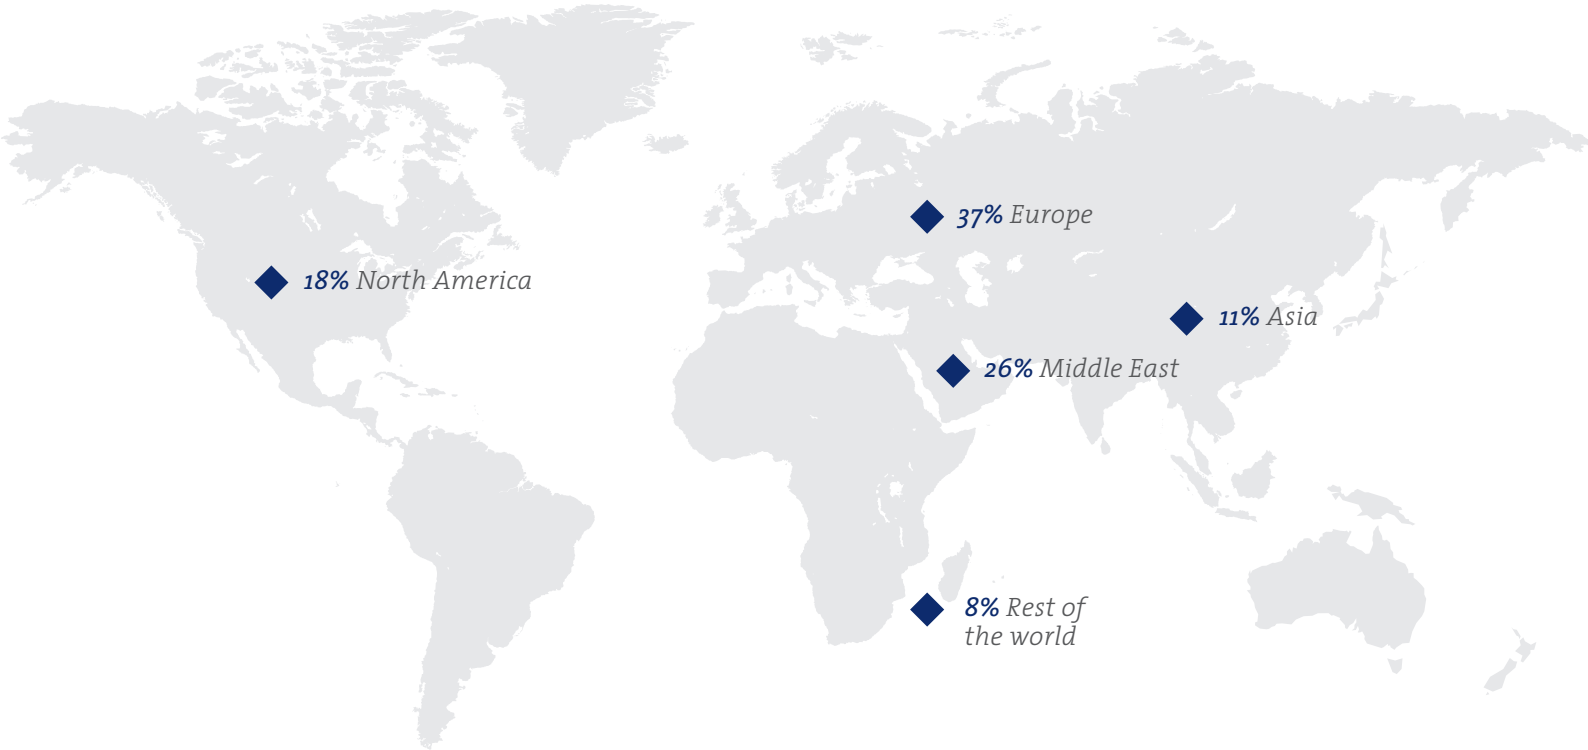 37% Europe
18% North America
11% Asia
26% Middle East
8% Rest of
the world